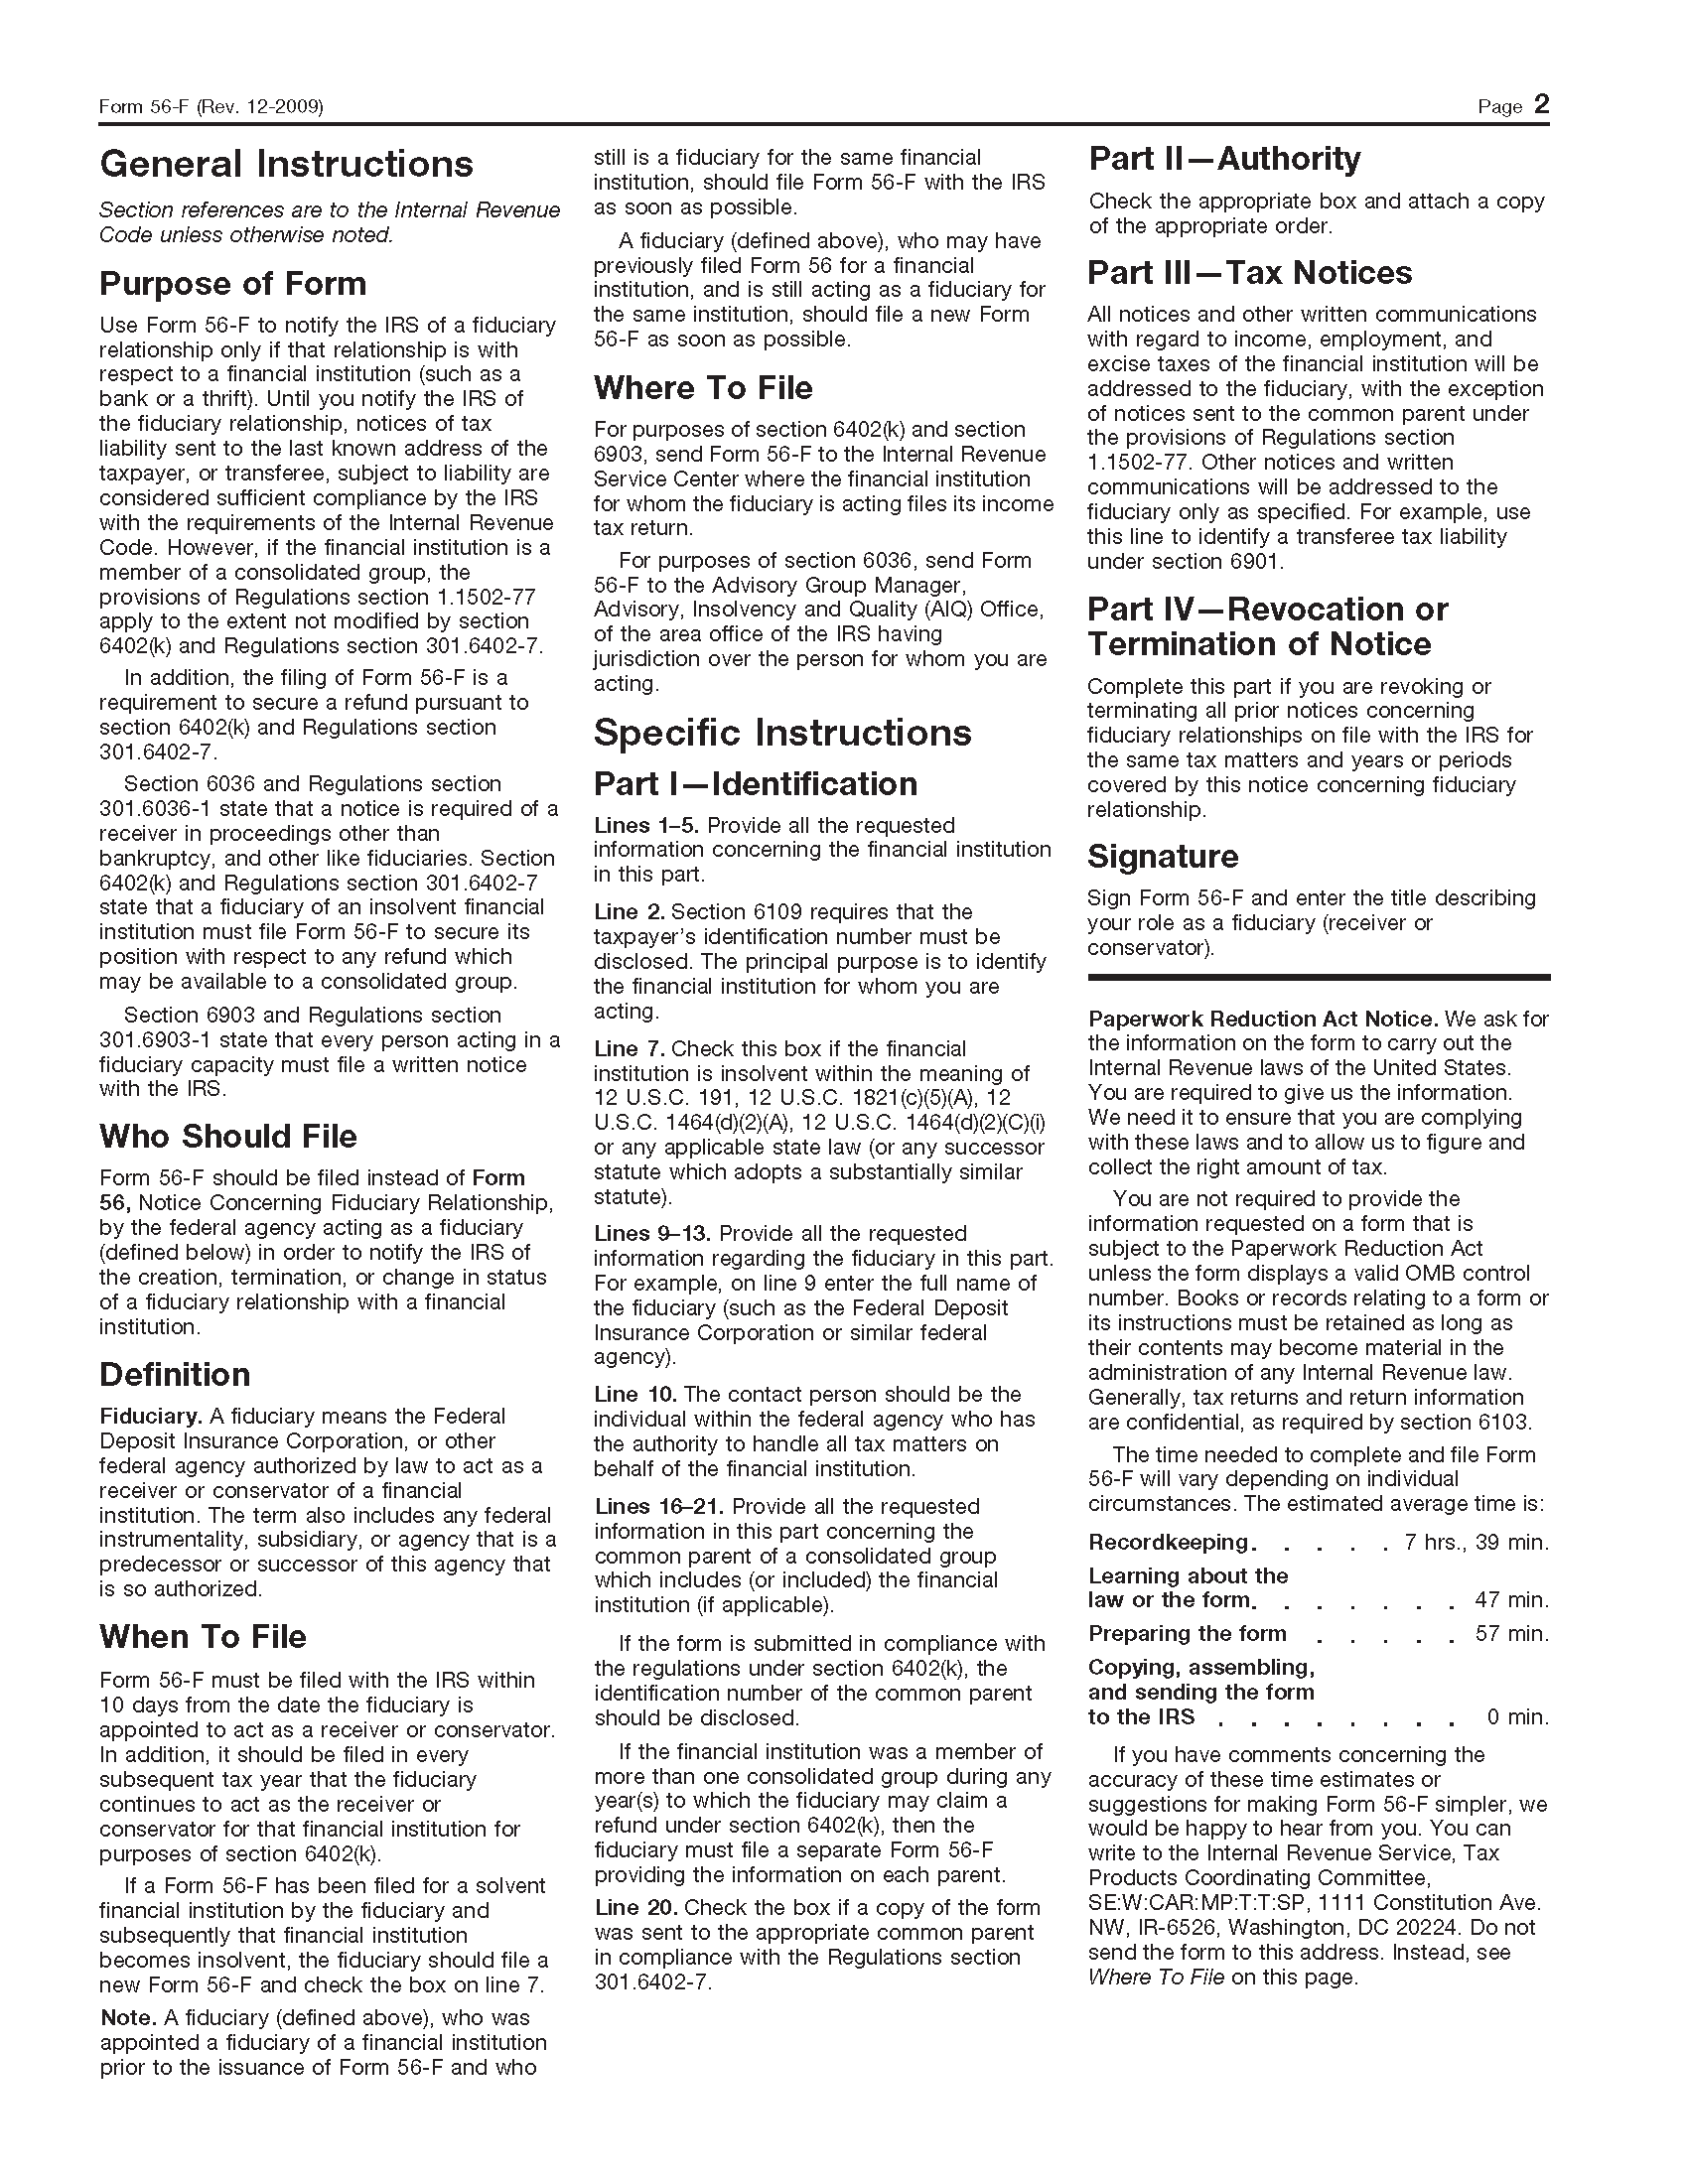 Form 56-F (Rev. 12-2009)
Page 2
General Instructions
Section references are to the Internal Revenue
Code unless otherwise noted.
Purpose of Form
Use Form 56-F to notify the IRS of a fiduciary
relationship only if that relationship is with
respect to a financial institution (such as a
bank or a thrift). Until you notify the IRS of
the fiduciary relationship, notices of tax
liability sent to the last known address of the
taxpayer, or transferee, subject to liability are
considered sufficient compliance by the IRS
with the requirements of the Internal Revenue
Code. However, if the financial institution is a
member of a consolidated group, the
provisions of Regulations section 1.1502-77
apply to the extent not modified by section
6402(k) and Regulations section 301.6402-7.
In addition, the filing of Form 56-F is a
requirement to secure a refund pursuant to
section 6402(k) and Regulations section
301.6402-7.
Section 6036 and Regulations section
301.6036-1 state that a notice is required of a
receiver in proceedings other than
bankruptcy, and other like fiduciaries. Section
6402(k) and Regulations section 301.6402-7
state that a fiduciary of an insolvent financial
institution must file Form 56-F to secure its
position with respect to any refund which
may be available to a consolidated group.
Section 6903 and Regulations section
301.6903-1 state that every person acting in a
fiduciary capacity must file a written notice
with the IRS.
Who Should File
Form 56-F should be filed instead of Form
56, Notice Concerning Fiduciary Relationship,
by the federal agency acting as a fiduciary
(defined below) in order to notify the IRS of
the creation, termination, or change in status
of a fiduciary relationship with a financial
institution.
Definition
Fiduciary. A fiduciary means the Federal
Deposit Insurance Corporation, or other
federal agency authorized by law to act as a
receiver or conservator of a financial
institution. The term also includes any federal
instrumentality, subsidiary, or agency that is a
predecessor or successor of this agency that
is so authorized.
When To File
Form 56-F must be filed with the IRS within
10 days from the date the fiduciary is
appointed to act as a receiver or conservator.
In addition, it should be filed in every
subsequent tax year that the fiduciary
continues to act as the receiver or
conservator for that financial institution for
purposes of section 6402(k).
If a Form 56-F has been filed for a solvent
financial institution by the fiduciary and
subsequently that financial institution
becomes insolvent, the fiduciary should file a
new Form 56-F and check the box on line 7.
Note. A fiduciary (defined above), who was
appointed a fiduciary of a financial institution
prior to the issuance of Form 56-F and who
still is a fiduciary for the same financial
institution, should file Form 56-F with the IRS
as soon as possible.
A fiduciary (defined above), who may have
previously filed Form 56 for a financial
institution, and is still acting as a fiduciary for
the same institution, should file a new Form
56-F as soon as possible.
Where To File
For purposes of section 6402(k) and section
6903, send Form 56-F to the Internal Revenue
Service Center where the financial institution
for whom the fiduciary is acting files its income
tax return.
For purposes of section 6036, send Form
56-F to the Advisory Group Manager,
Advisory, Insolvency and Quality (AIQ) Office,
of the area office of the IRS having
jurisdiction over the person for whom you are
acting.
Specific Instructions
Part I—Identification
Lines 1–5. Provide all the requested
information concerning the financial institution
in this part.
Line 2. Section 6109 requires that the
taxpayer's identification number must be
disclosed. The principal purpose is to identify
the financial institution for whom you are
acting.
Line 7. Check this box if the financial
institution is insolvent within the meaning of
12 U.S.C. 191, 12 U.S.C. 1821(c)(5)(A), 12
U.S.C. 1464(d)(2)(A), 12 U.S.C. 1464(d)(2)(C)(i)
or any applicable state law (or any successor
statute which adopts a substantially similar
statute).
Lines 9–13. Provide all the requested
information regarding the fiduciary in this part.
For example, on line 9 enter the full name of
the fiduciary (such as the Federal Deposit
Insurance Corporation or similar federal
agency).
Line 10. The contact person should be the
individual within the federal agency who has
the authority to handle all tax matters on
behalf of the financial institution.
Lines 16–21. Provide all the requested
information in this part concerning the
common parent of a consolidated group
which includes (or included) the financial
institution (if applicable).
If the form is submitted in compliance with
the regulations under section 6402(k), the
identification number of the common parent
should be disclosed.
If the financial institution was a member of
more than one consolidated group during any
year(s) to which the fiduciary may claim a
refund under section 6402(k), then the
fiduciary must file a separate Form 56-F
providing the information on each parent.
Line 20. Check the box if a copy of the form
was sent to the appropriate common parent
in compliance with the Regulations section
301.6402-7.
Part II—Authority
Check the appropriate box and attach a copy
of the appropriate order.
Part III—Tax Notices
All notices and other written communications
with regard to income, employment, and
excise taxes of the financial institution will be
addressed to the fiduciary, with the exception
of notices sent to the common parent under
the provisions of Regulations section
1.1502-77. Other notices and written
communications will be addressed to the
fiduciary only as specified. For example, use
this line to identify a transferee tax liability
under section 6901.
Part IV—Revocation or
Termination of Notice
Complete this part if you are revoking or
terminating all prior notices concerning
fiduciary relationships on file with the IRS for
the same tax matters and years or periods
covered by this notice concerning fiduciary
relationship.
Signature
Sign Form 56-F and enter the title describing
your role as a fiduciary (receiver or
conservator).
Paperwork Reduction Act Notice. We ask for
the information on the form to carry out the
Internal Revenue laws of the United States.
You are required to give us the information.
We need it to ensure that you are complying
with these laws and to allow us to figure and
collect the right amount of tax.
You are not required to provide the
information requested on a form that is
subject to the Paperwork Reduction Act
unless the form displays a valid OMB control
number. Books or records relating to a form or
its instructions must be retained as long as
their contents may become material in the
administration of any Internal Revenue law.
Generally, tax returns and return information
are confidential, as required by section 6103.
The time needed to complete and file Form
56-F will vary depending on individual
circumstances. The estimated average time is:
Recordkeeping. . . . . . 7 hrs., 39 min.
Learning about the
law or the form. . . . . . . 47 min.
Preparing the form . . . . . 57 min.
Copying, assembling,
and sending the form
to the IRS . . . . . . . . 0 min.
If you have comments concerning the
accuracy of these time estimates or
suggestions for making Form 56-F simpler, we
would be happy to hear from you. You can
write to the Internal Revenue Service, Tax
Products Coordinating Committee,
SE:W:CAR:MP:T:T:SP, 1111 Constitution Ave.
NW, IR-6526, Washington, DC 20224. Do not
send the form to this address. Instead, see
Where To File on this page.